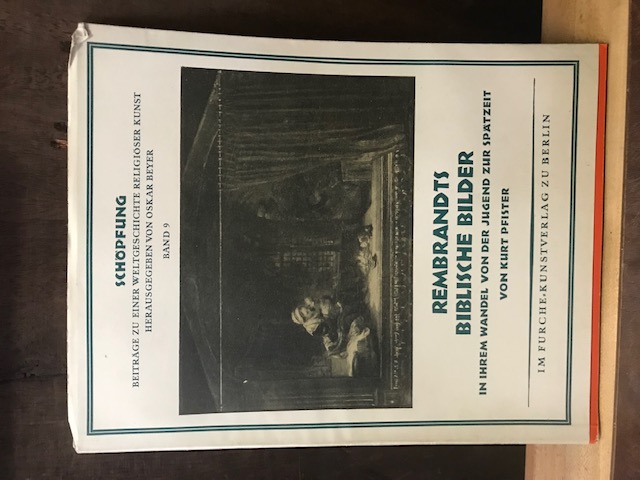 SCHÖPFUNG
BEITRÄGE ZU EINER WELTGESCHICHTE RELIGIÖSER KUNST
HERAUSGEGEBEN VON OSKAR BEYER
BAND 9
REMBRANDTS
BIBLISCHE BILDER
IN IHREM WANDEL VON DER JUGEND ZUR SPÄTZEIT
VON KURT PFISTER
IM FURCHE-KUNSTVERLAG ZU BERLIN